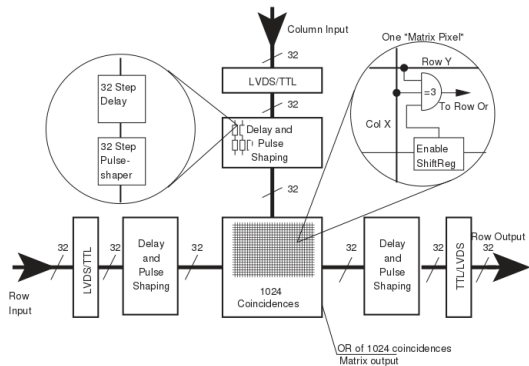 Column Input
32
LVDS/TTL
32
Delay and
Pulse
Shaping
32
32 Step
Delay
32 Step
Pulse-
shaper
One "Matrix Pixel"
Row Y
=3
To Row Or
Col X
Enable
ShiftReg
Row
Input
32
LVDS/TTL
32
Delay
and
Pulse
Shaping
32
1024
Coincidences
32
Delay
and
Pulse
Shaping
32
TTL/LVDS
32
Row Output
OR of 1024 coincidences
Matrix output